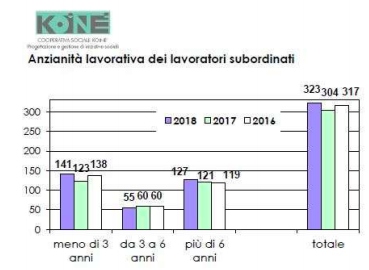 KOINÈ
COOPERATIVA SOCIALE KOINE
Progettazione e gestione di iniziative sociali
Anzianità lavorativa dei lavoratori subordinati
323 304 317
2018 2017 2016
300
250
200
150
100
50
0
141 123 138
55 60 60
127 121 119
meno di 3 anni
da 3 a 6 anni
più di 6 anni
totale